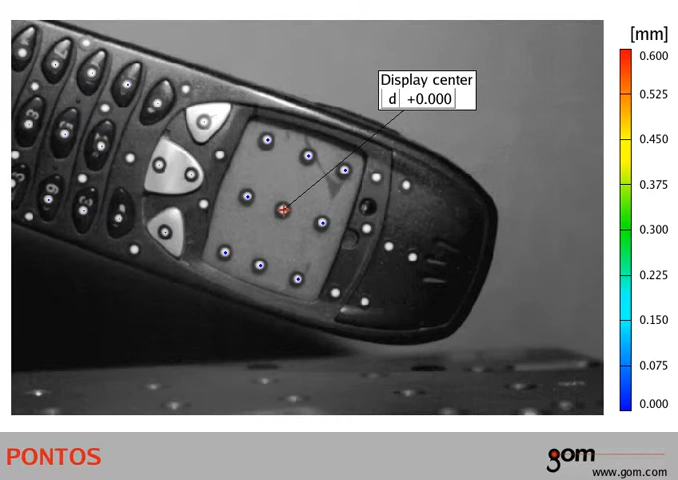 [mm]
Display center
d +0.000
0.600
0.525
0.450
0.375
0.300
0.225
0.150
0.075
0.000
PONTOS
gom
www.gom.com